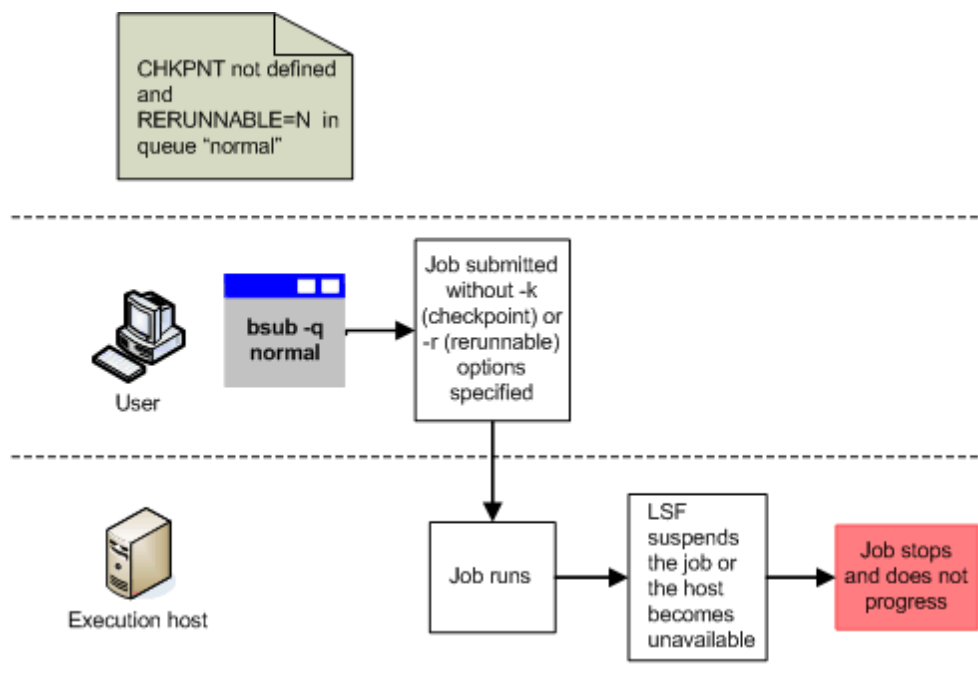 CHKPNT not defined
and
RERUNNABLE=N in
queue “normal”
Job submitted
without -k
(checkpoint) or
-r (rerunnable)
options
specified
bsub -q
normal
User
LSF
suspends
the job or
the host
becomes
unavailable
Job runs
Job stops
and does not
progress
Execution host